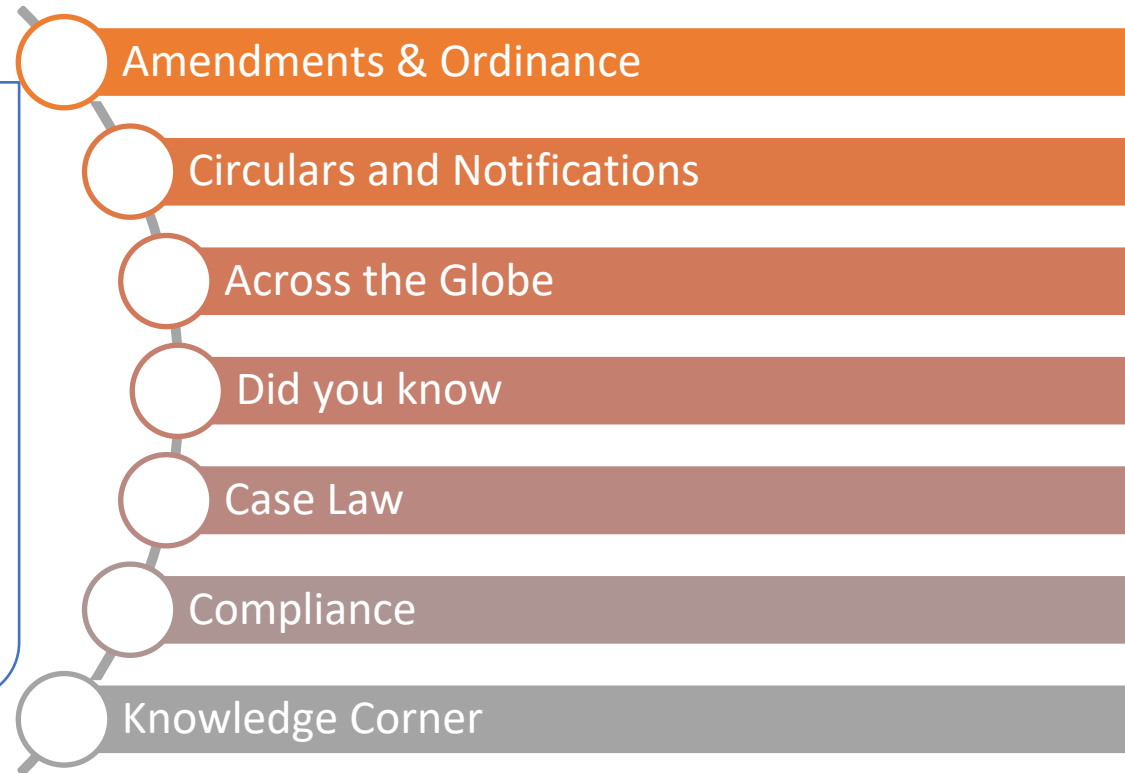 Amendments & Ordinance
Circulars and Notifications
Across the Globe
Did you know
Case Law
Compliance
Knowledge Corner